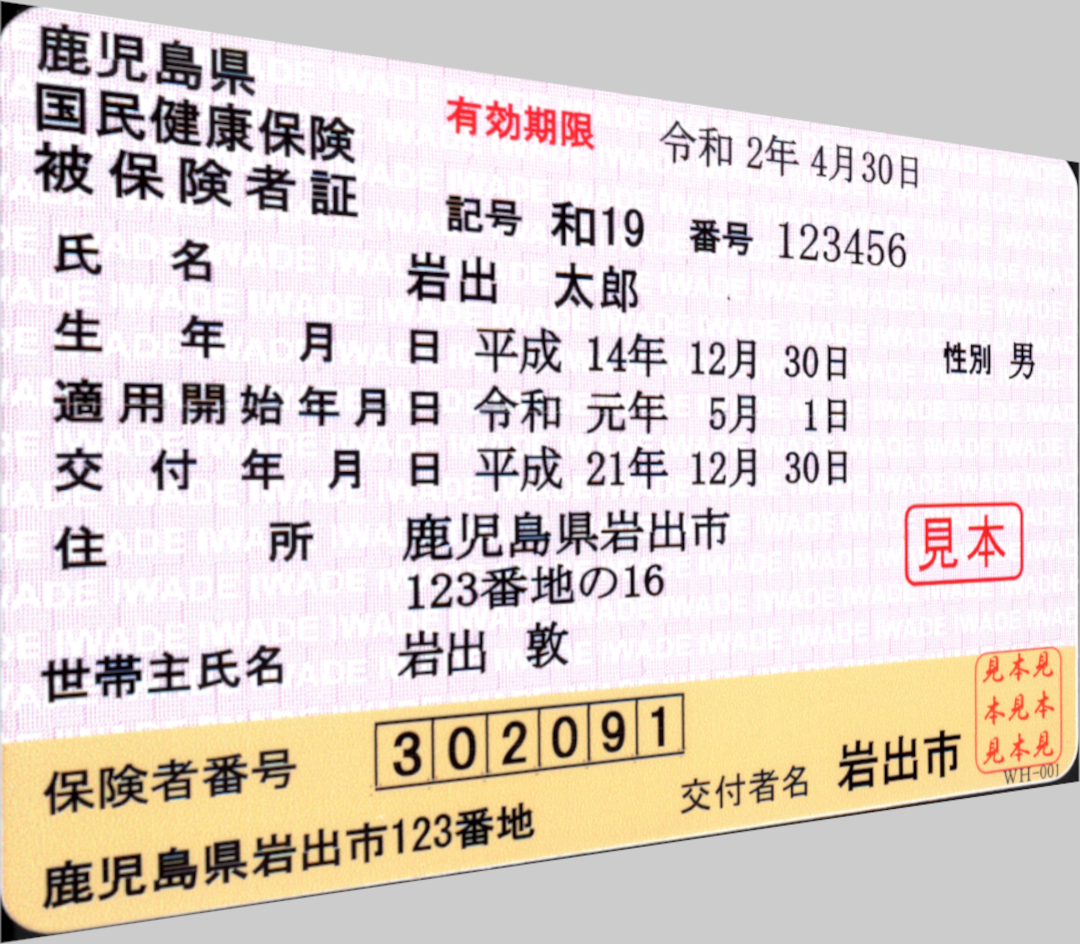 鹿児島県
国民健康保険
被保険者証
有効期限 令和 2年 4月30日
記号 和19 番号 123456
氏名 岩出 太郎
生年月日 平成 14年 12月 30日 性別 男
適用開始年月日 令和 元年 5月 1日
交付年月日 平成 21年 12月 30日
住所 鹿児島県岩出市
123番地の16
見本
世帯主氏名 岩出 敦
保険者番号 302091
交付者名 岩出市
見本見
本見本
見本見
WH-001
鹿児島県岩出市123番地
IWADE